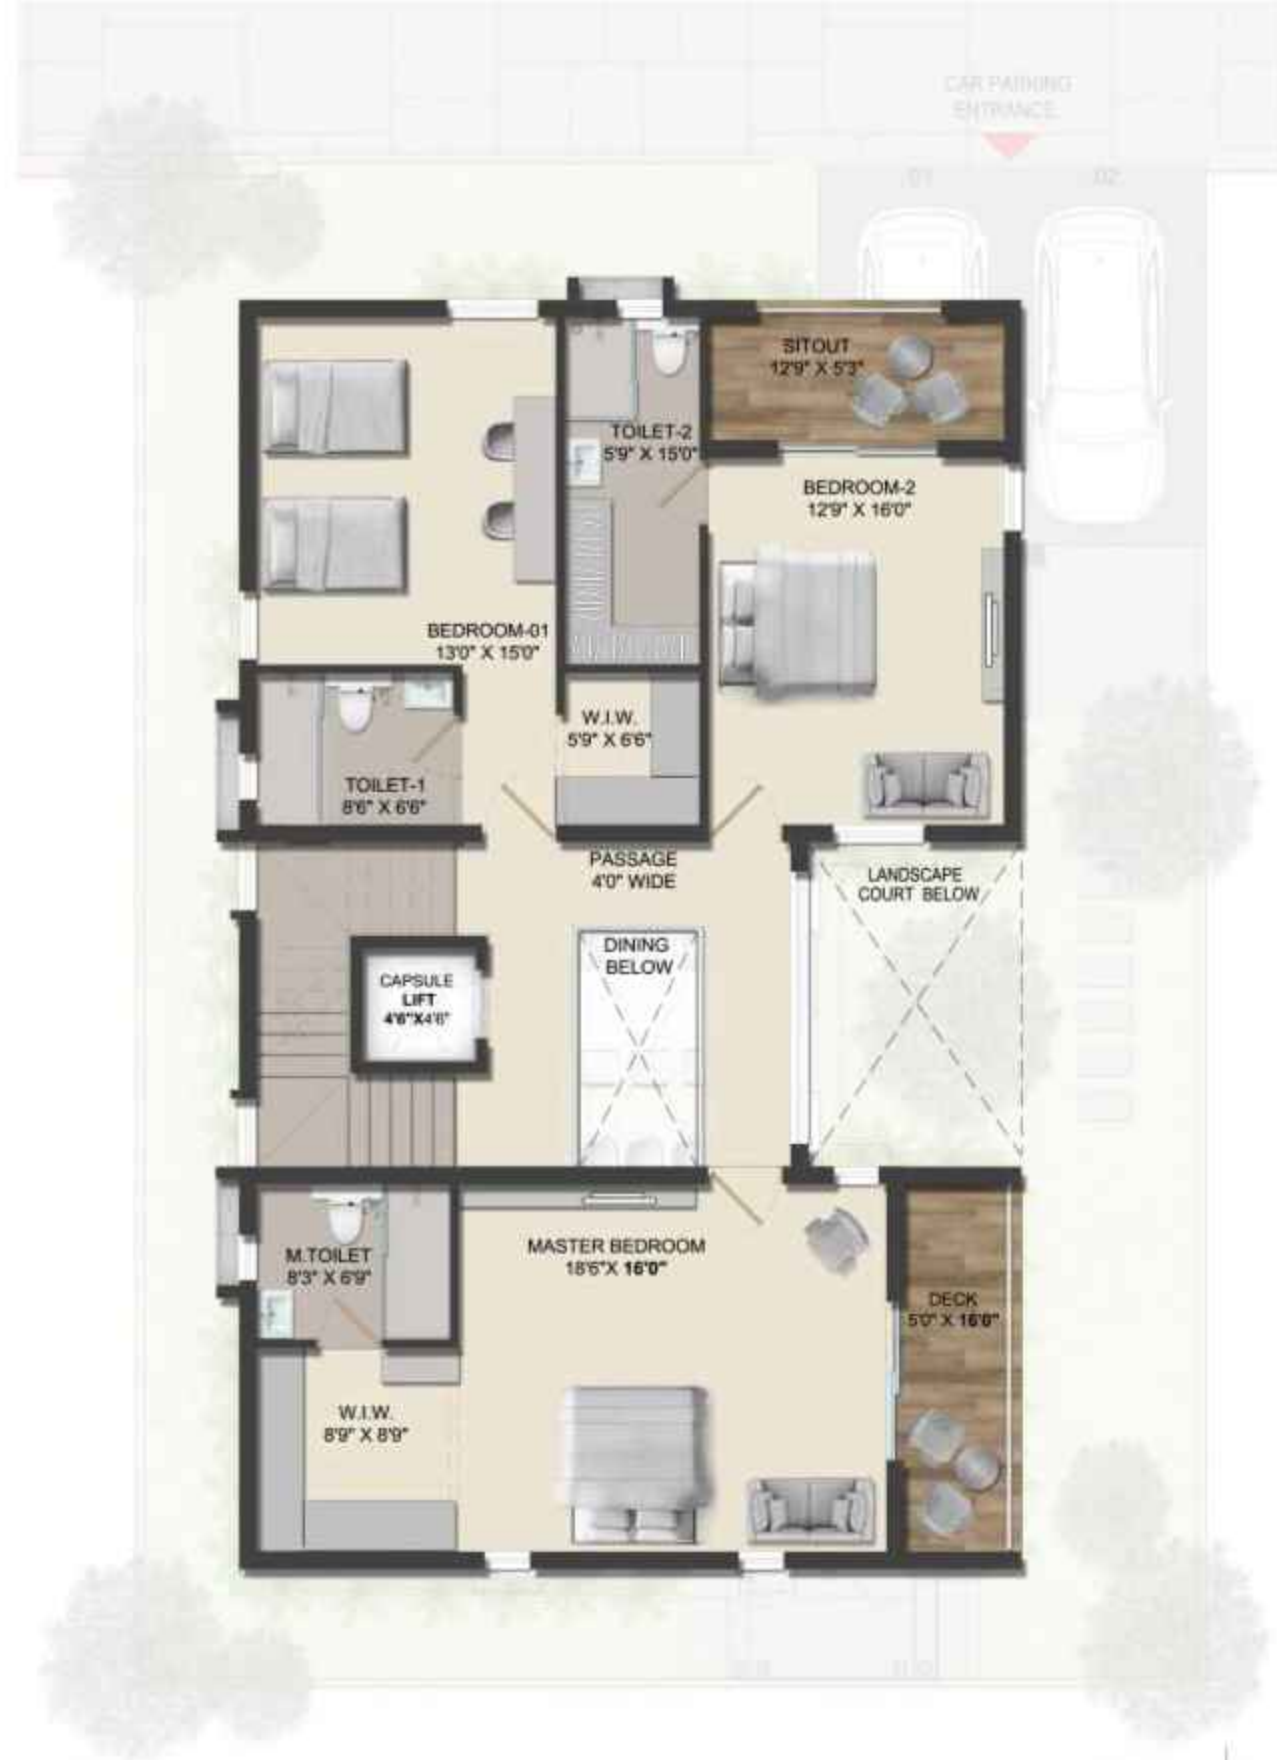 CAR PARKING
ENTRANCE
01
02
SITOUT
12'9" X 5'3"
TOILET-2
5'9" X 15'0"
BEDROOM-2
12'9" X 16'0"
BEDROOM-01
13'0" X 15'0"
W.I.W.
5'9" X 6'6"
TOILET-1
8'6" X 6'6"
PASSAGE
4'0" WIDE
LANDSCAPE
COURT BELOW
DINING
BELOW
CAPSULE
LIFT
4'6"X4'6"
M.TOILET
8'3" X 6'9"
MASTER BEDROOM
18'6"X 16'0"
DECK
5'0" X 16'0"
W.I.W.
8'9" X 8'9"